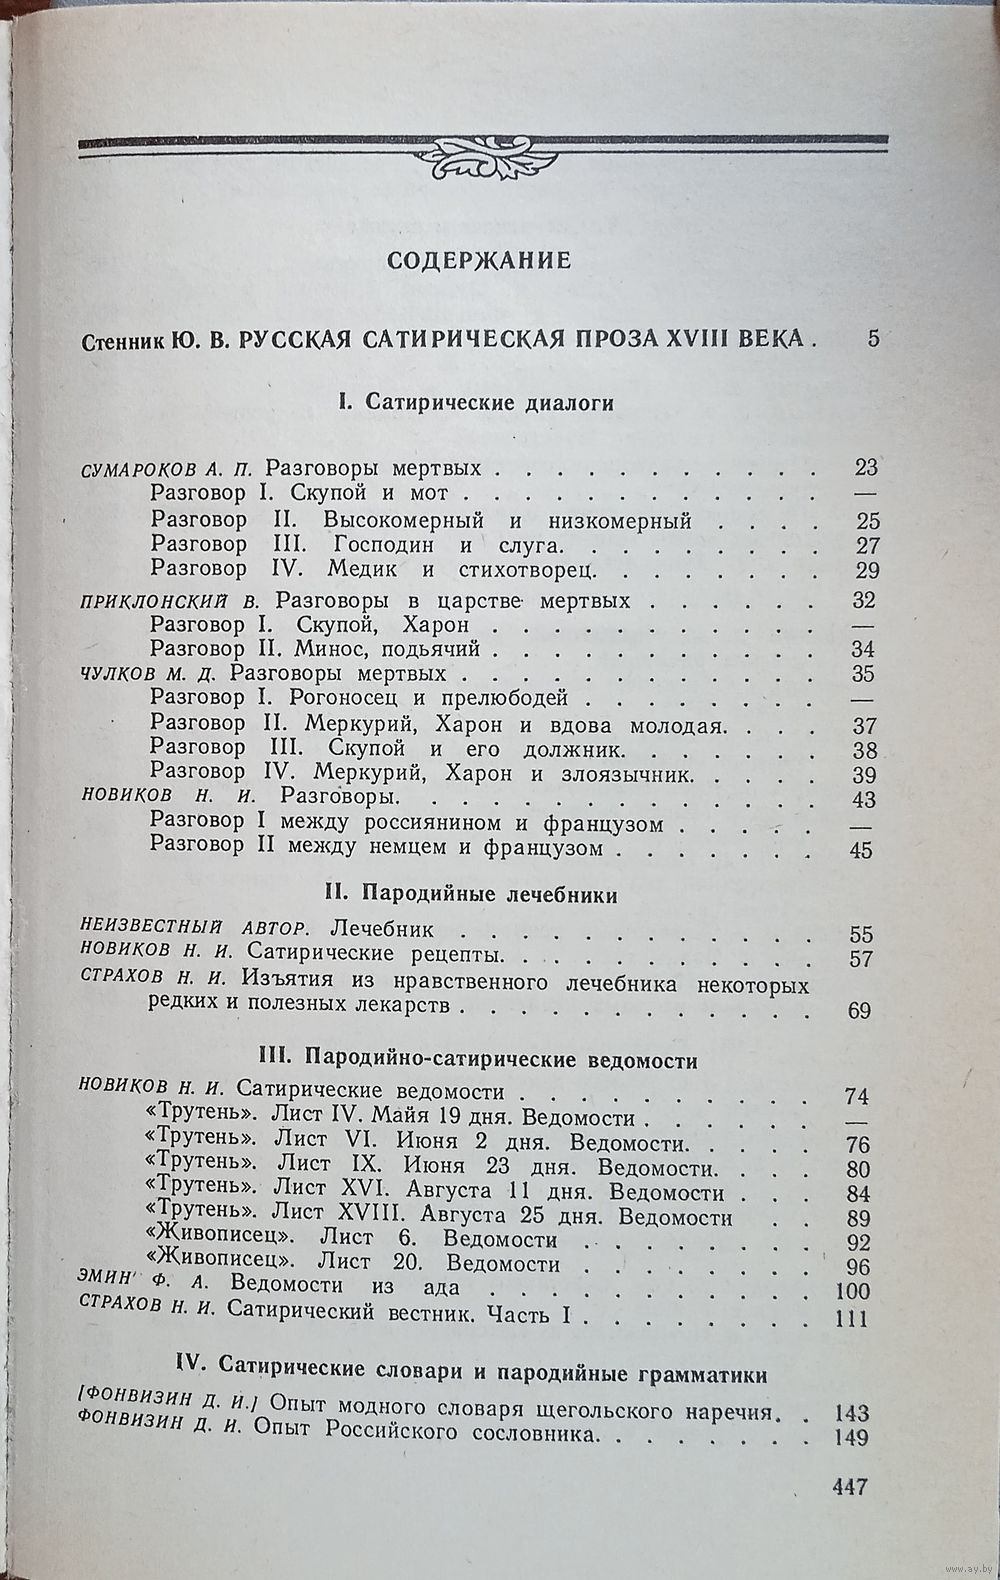 СОДЕРЖАНИЕ
Стенник Ю. В. РУССКАЯ САТИРИЧЕСКАЯ ПРОЗА XVIII ВЕКА . 5
I. Сатирические диалоги
СУМАРОКОВ А. П. Разговоры мертвых . . . . . . . . . . . 23
Разговор I. Скупой и мот . . . . . . . . . . . . —
Разговор II. Высокомерный и низкомерный . . . . 25
Разговор III. Господин и слуга. . . . . . . . . 27
Разговор IV. Медик и стихотворец. . . . . . . . 29
ПРИКЛОНСКИЙ В. Разговоры в царстве мертвых . . . . . . 32
Разговор I. Скупой, Харон . . . . . . . . . . . —
Разговор II. Минос, подьячий . . . . . . . . . . . 34
ЧУЛКОВ М. Д. Разговоры мертвых . . . . . . . . . . . . 35
Разговор I. Рогоносец и прелюбодей . . . . . . . . —
Разговор II. Меркурий, Харон и вдова молодая. . . . 37
Разговор III. Скупой и его должник. . . . . . . 38
Разговор IV. Меркурий, Харон и злоязычник. . . . . 39
НОВИКОВ Н. И. Разговоры. . . . . . . . . . . . . . 43
Разговор I между россиянином и французом . . . . . —
Разговор II между немцем и французом . . . . . . . 45
II. Пародийные лечебники
НЕИЗВЕСТНЫЙ АВТОР. Лечебник . . . . . . . . . . . . 55
НОВИКОВ Н. И. Сатирические рецепты. . . . . . . . . . . 57
СТРАХОВ Н. И. Изъятия из нравственного лечебника некоторых
редких и полезных лекарств . . . . . . . . . . . . 69
III. Пародийно-сатирические ведомости
НОВИКОВ Н. И. Сатирические ведомости . . . . . . . . . . 74
«Трутень». Лист IV. Майя 19 дня. Ведомости . . . . . . —
«Трутень». Лист VI. Июня 2 дня. Ведомости. . . . . 76
«Трутень». Лист IX. Июня 23 дня. Ведомости. . . . 80
«Трутень». Лист XVI. Августа 11 дня. Ведомости . . . 84
«Трутень». Лист XVIII. Августа 25 дня. Ведомости . . 89
«Живописец». Лист 6. Ведомости . . . . . . . . 92
«Живописец». Лист 20. Ведомости . . . . . . . . 96
ЭМИН Ф. А. Ведомости из ада . . . . . . . . . . . 100
СТРАХОВ Н. И. Сатирический вестник. Часть I . . . . . . . . 111
IV. Сатирические словари и пародийные грамматики
[ФОНВИЗИН Д. И.] Опыт модного словаря щегольского наречия. . 143
ФОНВИЗИН Д. И. Опыт Российского сословника. . . . . . . . 149
447
www.ay.by